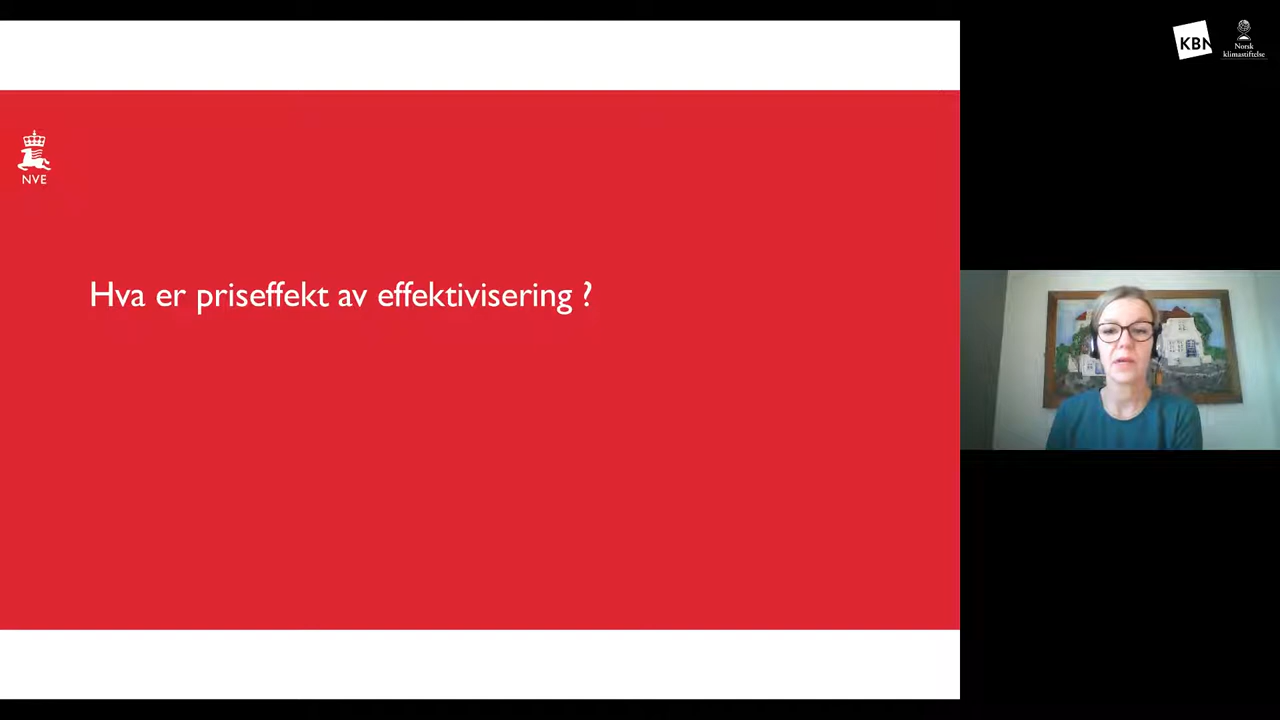 KBN
Norsk
klimastiftelse
NVE
Hva er priseffekt av effektivisering ?